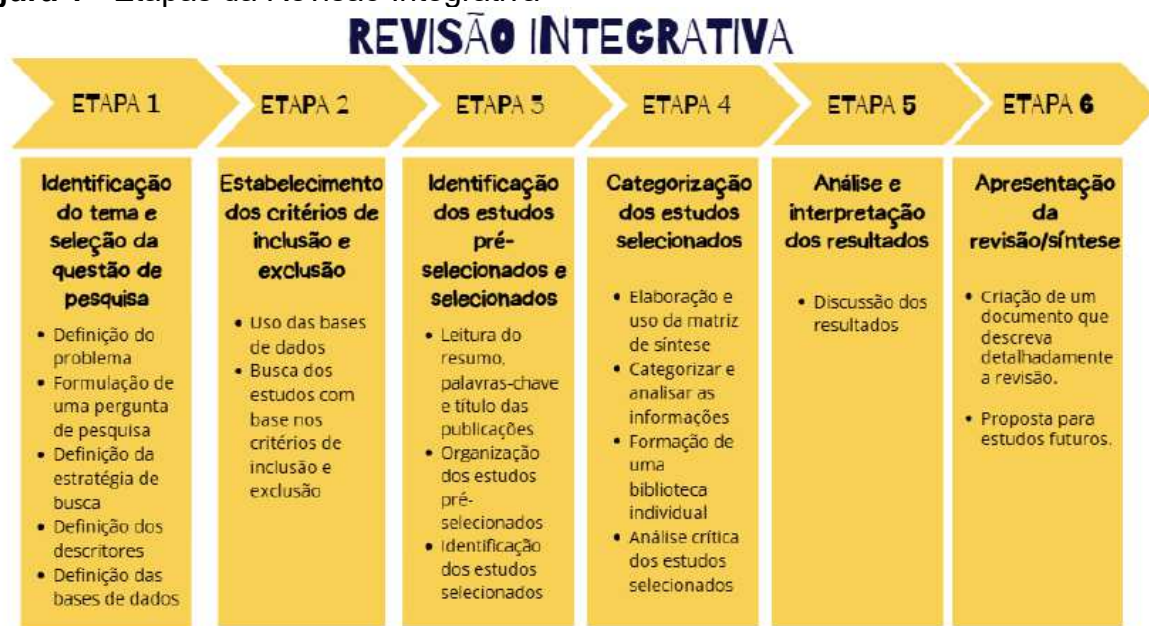 Etapas da Revisão Integrativa
REVISÃO INTEGRATIVA
ETAPA 1
ETAPA 2
ETAPA 3
ETAPA 4
ETAPA 5
ETAPA 6
Identificação
do tema e
seleção da
questão de
pesquisa
• Definição do
problema
• Formulação de
uma pergunta
de pesquisa
• Definição da
estratégia de
busca
• Definição dos
descritores
• Definição das
bases de dados
Estabelecimento
dos critérios de
inclusão e
exclusão
• Uso das bases
de dados
• Busca dos
estudos com
base nos
critérios de
inclusão e
exclusão
Identificação
dos estudos
pré-
selecionados e
selecionados
• Leitura do
resumo,
palavras-chave
e título das
publicações
• Organização
dos estudos
pré-
selecionados
• Identificação
dos estudos
selecionados
Categorização
dos estudos
selecionados
• Elaboração e
uso da matriz
de síntese
• Categorizar e
analisar as
informações
• Formação de
uma
biblioteca
individual
• Análise crítica
dos estudos
selecionados
Análise e
interpretação
dos resultados
• Discussão dos
resultados
Apresentação
da
revisão/síntese
• Criação de um
documento que
descreva
detalhadamente
a revisão.
• Proposta para
estudos futuros.